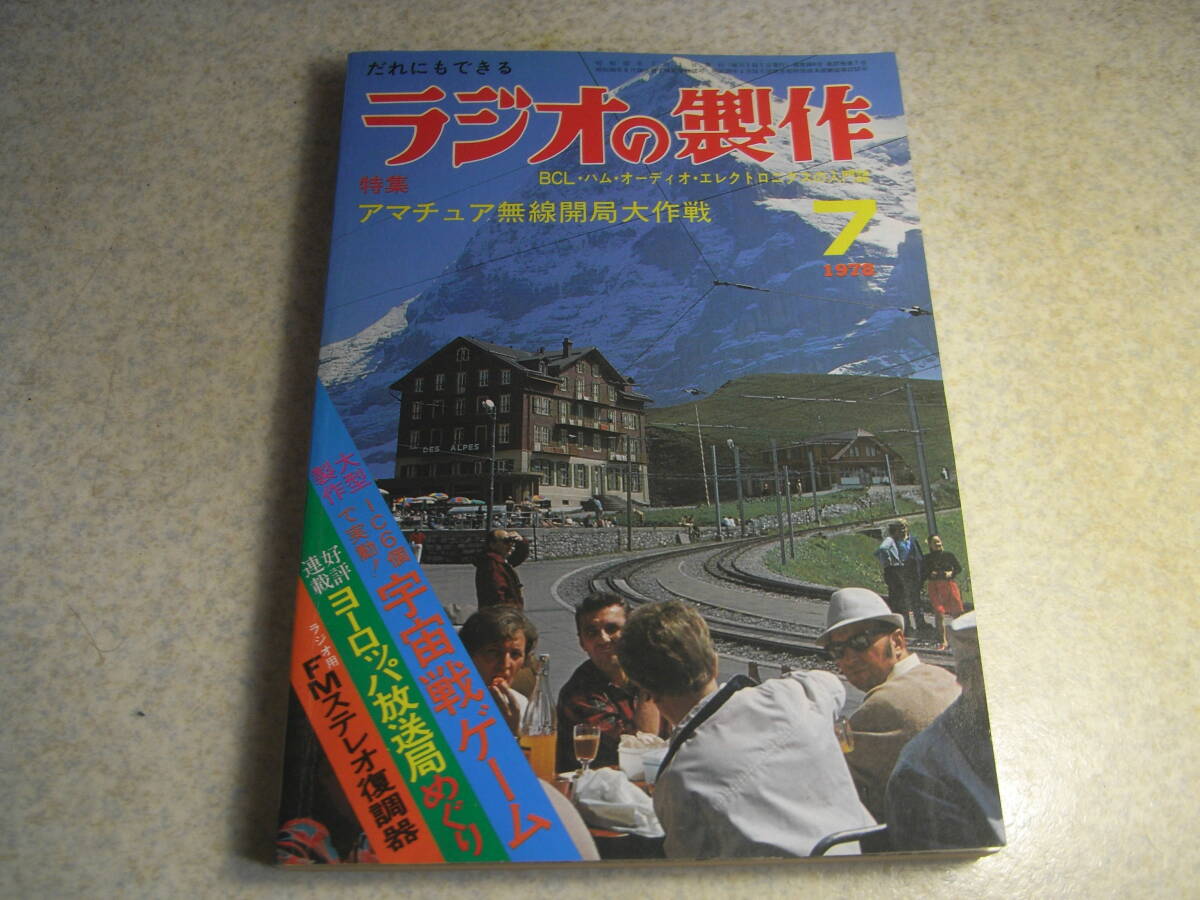 だれにもできる
ラジオの製作
BCL・ハム・オーディオ・エレクトロニクスの入門誌
特集
アマチュア無線開局大作戦
7
1978
DES ALPES
大型製作
IC6個で実動!
宇宙戦ゲーム
好評連載
ヨーロッパ放送局めぐり
ラジオ用
FMステレオ復調器